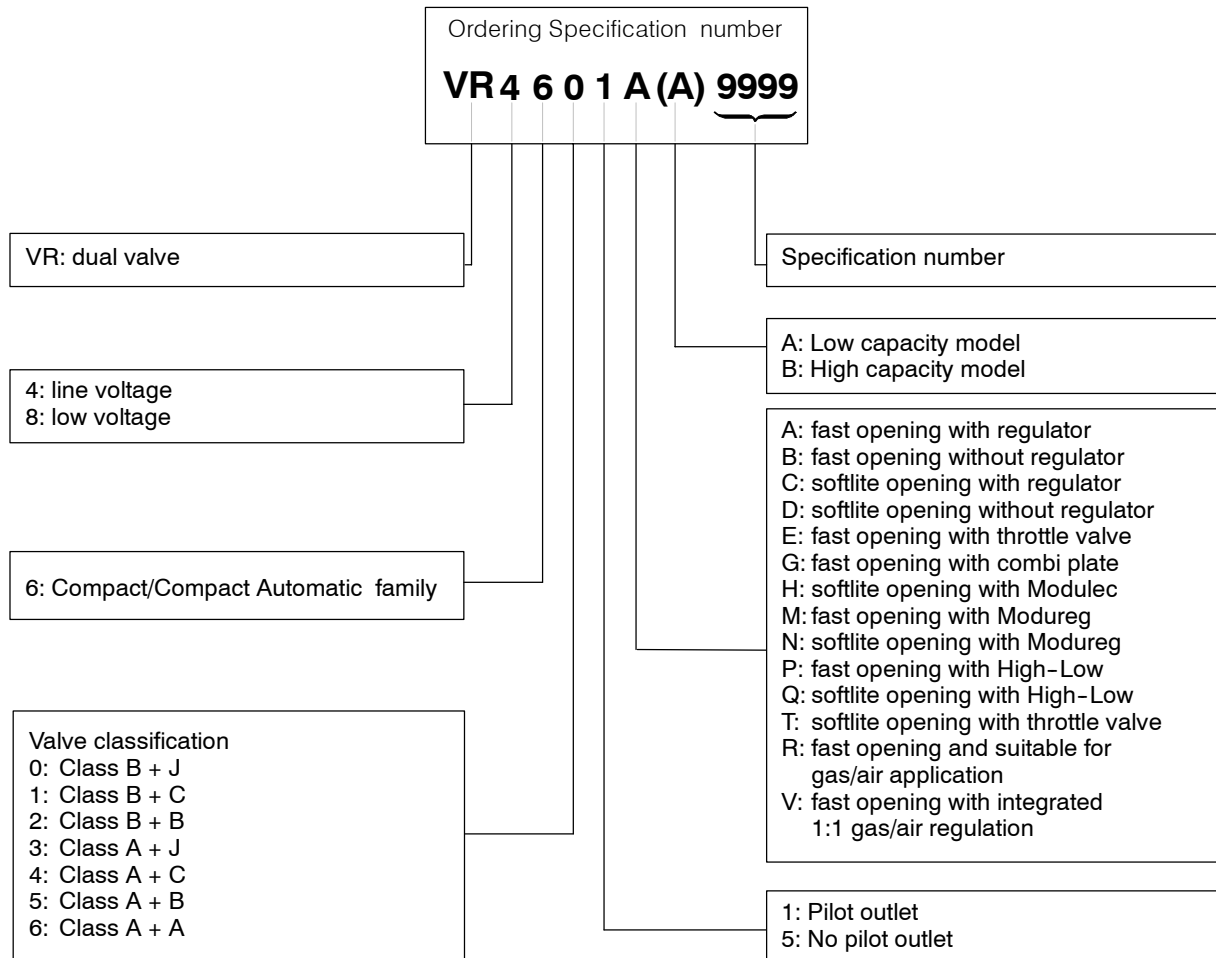 Ordering Specification number
VR 4 6 0 1 A (A) 9999
VR: dual valve
4: line voltage
8: low voltage
6: Compact/Compact Automatic family
Valve classification
0: Class B + J
1: Class B + C
2: Class B + B
3: Class A + J
4: Class A + C
5: Class A + B
6: Class A + A
Specification number
A: Low capacity model
B: High capacity model
A: fast opening with regulator
B: fast opening without regulator
C: softlite opening with regulator
D: softlite opening without regulator
E: fast opening with throttle valve
G: fast opening with combi plate
H: softlite opening with Modulec
M: fast opening with Modureg
N: softlite opening with Modureg
P: fast opening with High-Low
Q: softlite opening with High-Low
T: softlite opening with throttle valve
R: fast opening and suitable for
gas/air application
V: fast opening with integrated
1:1 gas/air regulation
1: Pilot outlet
5: No pilot outlet